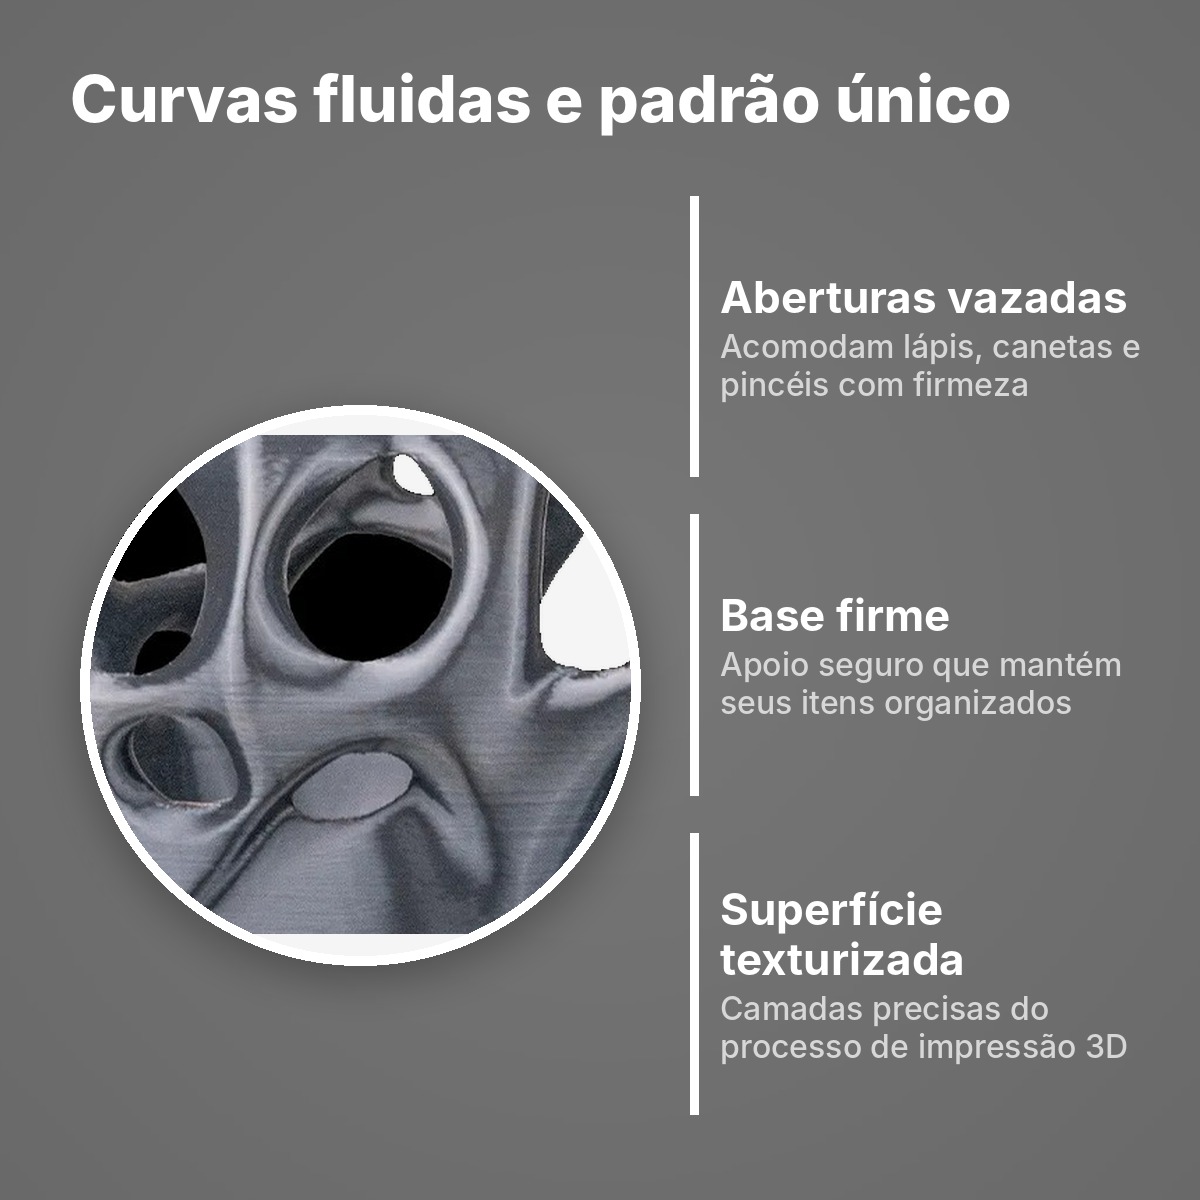 Curvas fluidas e padrão único
Aberturas vazadas
Acomodam lápis, canetas e
pincéis com firmeza
Base firme
Apoio seguro que mantém
seus itens organizados
Superfície
texturizada
Camadas precisas do
processo de impressão 3D